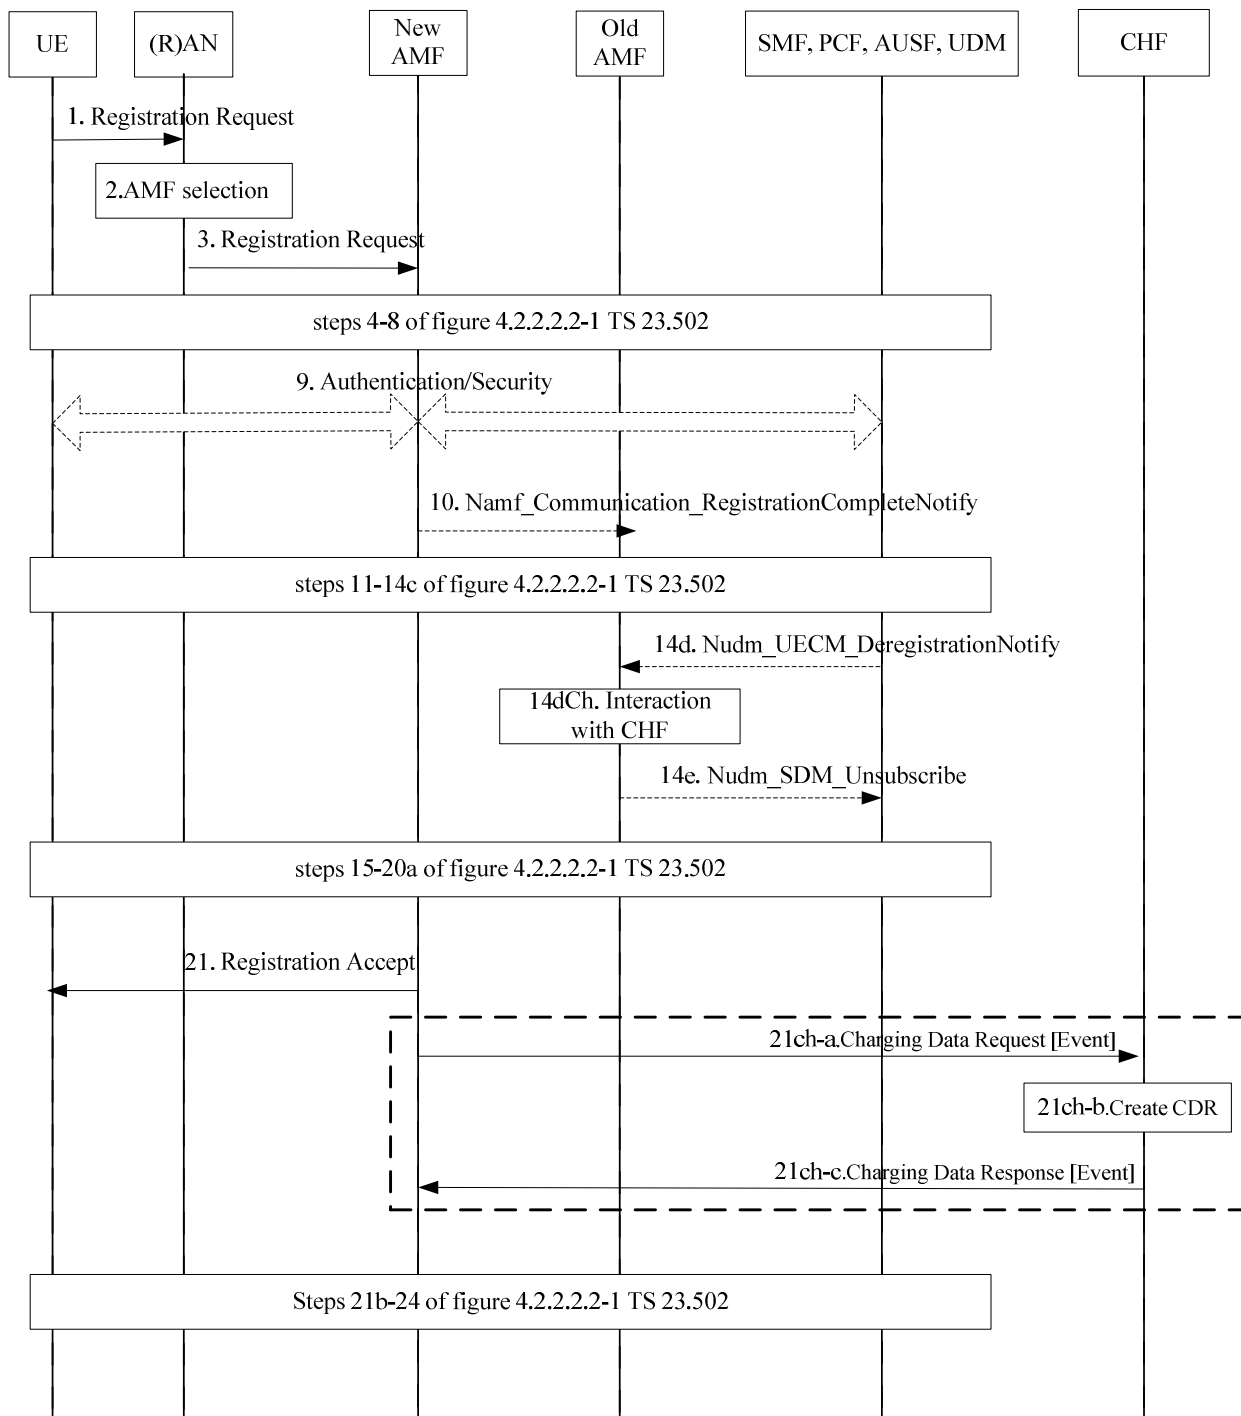 UE
(R)AN
New
AMF
Old
AMF
SMF, PCF, AUSF, UDM
CHF
1. Registration Request
2.AMF selection
3. Registration Request
steps 4-8 of figure 4.2.2.2.2-1 TS 23.502
9. Authentication/Security
10. Namf_Communication_RegistrationCompleteNotify
steps 11-14c of figure 4.2.2.2.2-1 TS 23.502
14d. Nudm_UECM_DeregistrationNotify
14dCh. Interaction
with CHF
14e. Nudm_SDM_Unsubscribe
steps 15-20a of figure 4.2.2.2.2-1 TS 23.502
21. Registration Accept
21ch-a.Charging Data Request [Event]
21ch-b.Create CDR
21ch-c.Charging Data Response [Event]
Steps 21b-24 of figure 4.2.2.2.2-1 TS 23.502